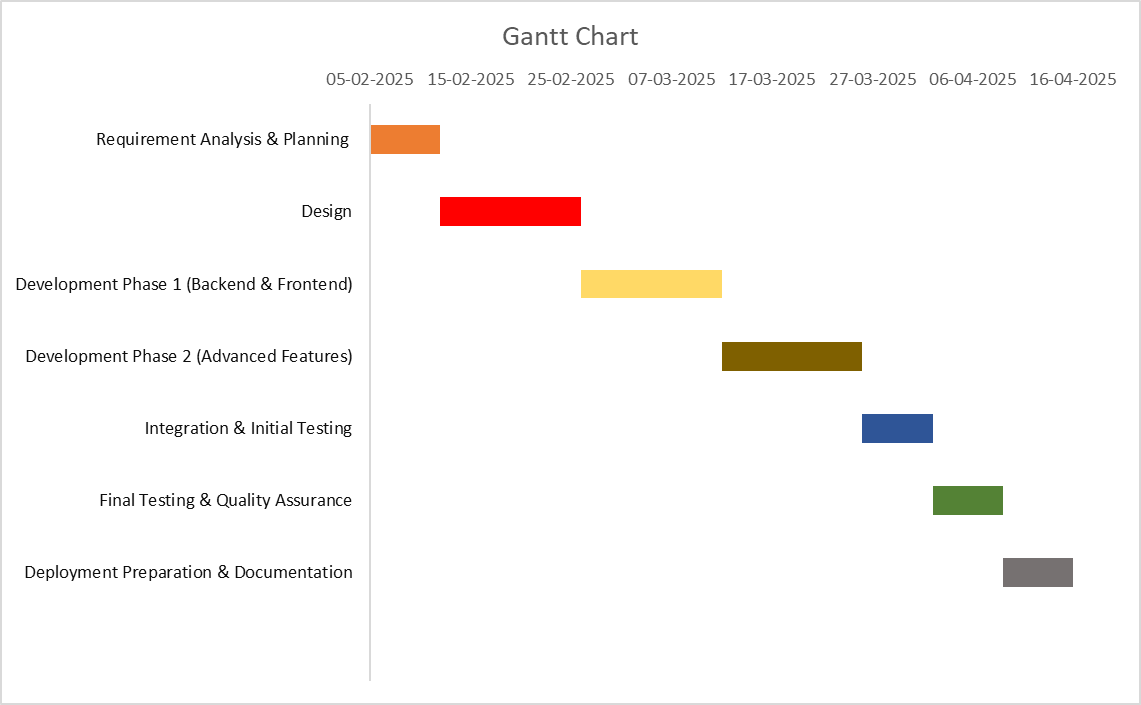 Gantt Chart
05-02-2025 15-02-2025 25-02-2025 07-03-2025 17-03-2025 27-03-2025 06-04-2025 16-04-2025
Requirement Analysis & Planning
Design
Development Phase 1 (Backend & Frontend)
Development Phase 2 (Advanced Features)
Integration & Initial Testing
Final Testing & Quality Assurance
Deployment Preparation & Documentation